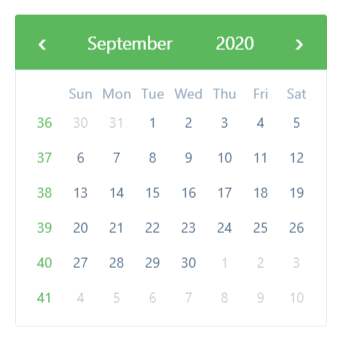 ‹ September 2020 ›
Sun Mon Tue Wed Thu Fri Sat
36 30 31 1 2 3 4 5
37 6 7 8 9 10 11 12
38 13 14 15 16 17 18 19
39 20 21 22 23 24 25 26
40 27 28 29 30 1 2 3
41 4 5 6 7 8 9 10